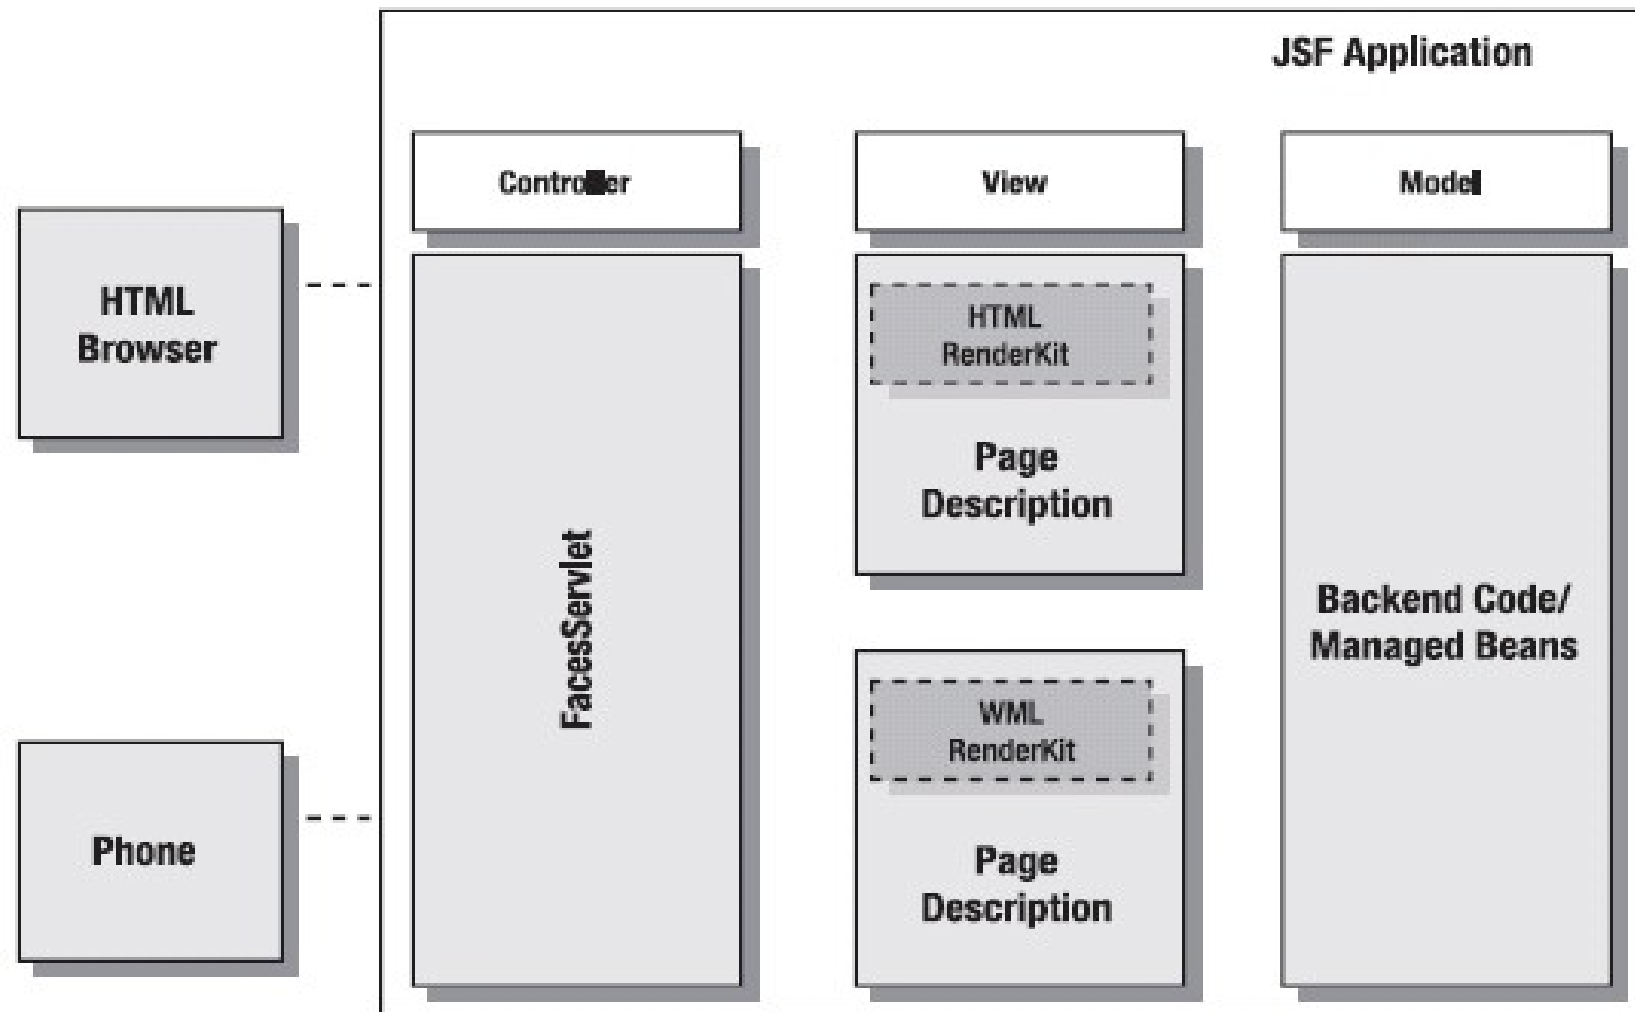 JSF Application
Controller
View
Model
HTML
Browser
HTML
RenderKit
Page
Description
FacesServlet
Backend Code/
Managed Beans
WML
RenderKit
Phone
Page
Description